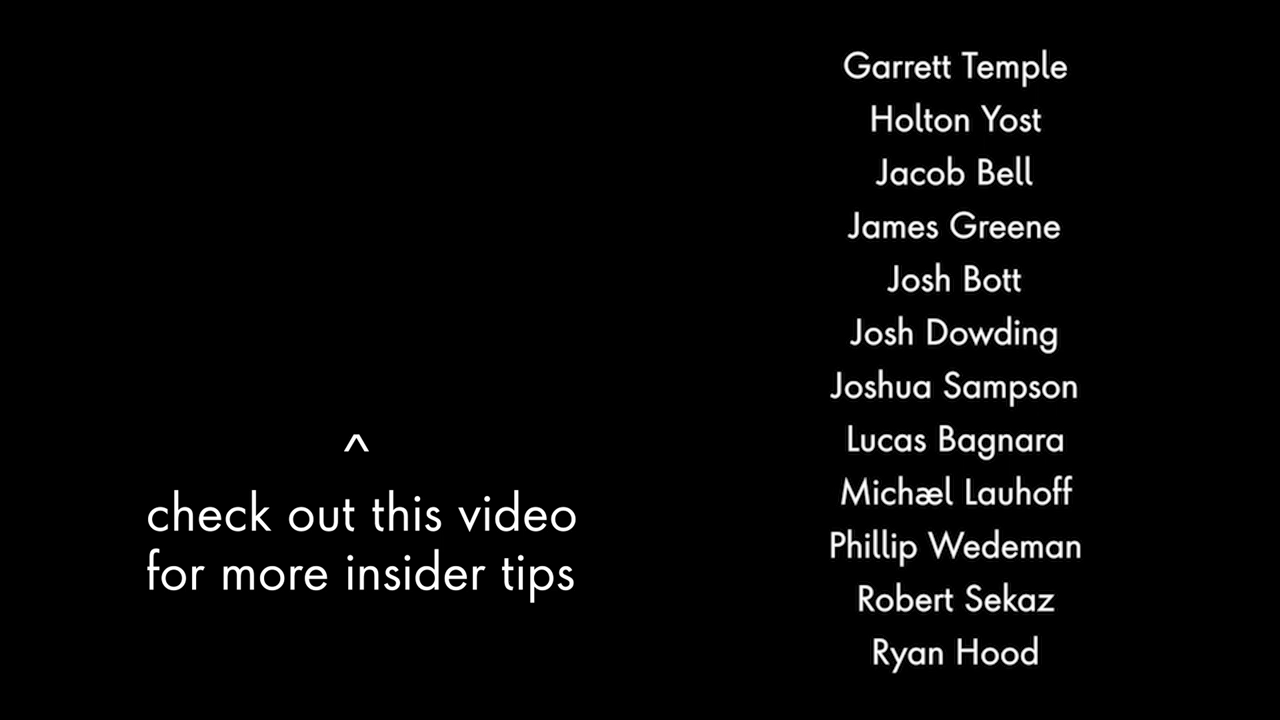 ^
check out this video
for more insider tips
Garrett Temple
Holton Yost
Jacob Bell
James Greene
Josh Bott
Josh Dowding
Joshua Sampson
Lucas Bagnara
Michæl Lauhoff
Phillip Wedeman
Robert Sekaz
Ryan Hood